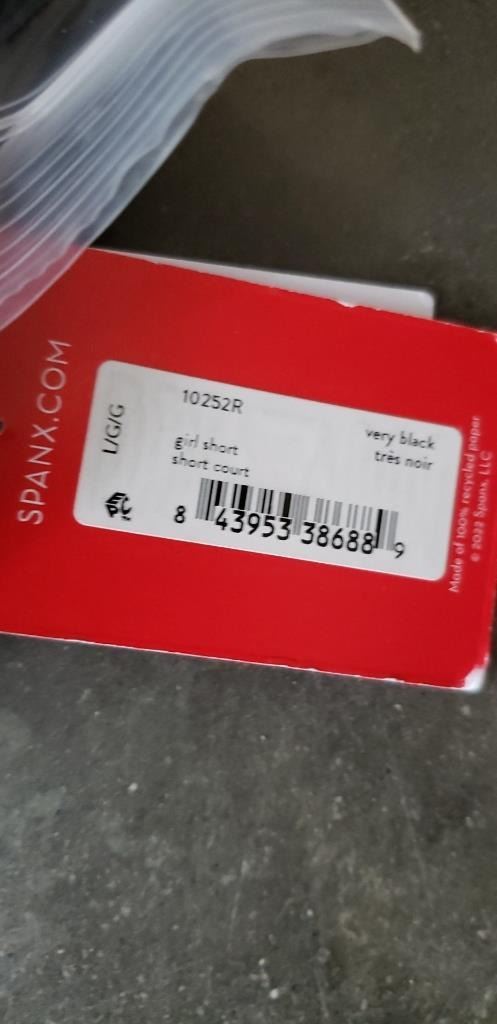 SPANX.COM
L/G/G
10252R
girl short
short court
very black
très noir
8 43953 38688 9
Made of 100% recycled paper
© 2022 Spanx, LLC